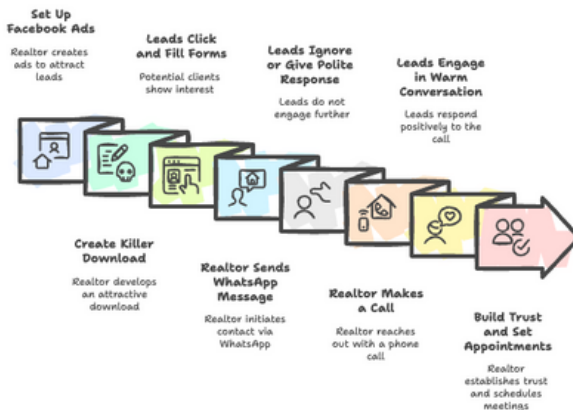 Set Up
Facebook Ads
Realtor creates
ads to attract
leads
Create Killer
Download
Realtor develops
an attractive
download
Leads Click
and Fill Forms
Potential clients
show interest
Realtor Sends
WhatsApp
Message
Realtor initiates
contact via
WhatsApp
Leads Ignore
or Give Polite
Response
Leads do not
engage further
Realtor Makes
a Call
Realtor reaches
out with a phone
call
Leads Engage
in Warm
Conversation
Leads respond
positively to the
call
Build Trust
and Set
Appointments
Realtor
establishes trust
and schedules
meetings